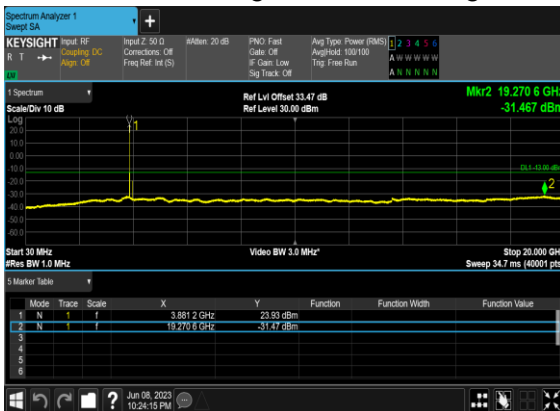 Spectrum Analyzer 1
Swept SA
KEYSIGHT Input: RF Input Z: 50 Ω #Atten: 20 dB PNO: Fast Avg Type: Power (RMS) 1 2 3 4 5 6
R T Coupling: DC Corrections: Off Gate: Off Avg|Hold: 100/100 A W W W W W
Align: Off Freq Ref: Int (S) IF Gain: Low Trig: Free Run
Sig Track: Off A N N N N N
1 Spectrum Ref Lvl Offset 33.47 dB Mkr2 19.270 6 GHz
Scale/Div 10 dB Ref Level 30.00 dBm -31.467 dBm
Log
20.0
10.0
0.00
-10.0
-20.0
-30.0
-40.0
-50.0
-60.0
1
DL1 -13.00 dBm
2
Start 30 MHz Video BW 3.0 MHz* Stop 20.000 GH
#Res BW 1.0 MHz Sweep 34.7 ms (40001 pts
5 Marker Table
Mode Trace Scale X Y Function Function Width Function Value
1 N 1 f 3.881 2 GHz 23.93 dBm
2 N 1 f 19.270 6 GHz -31.47 dBm
3
4
5
6
? Jun 08, 2023
10:24:15 PM